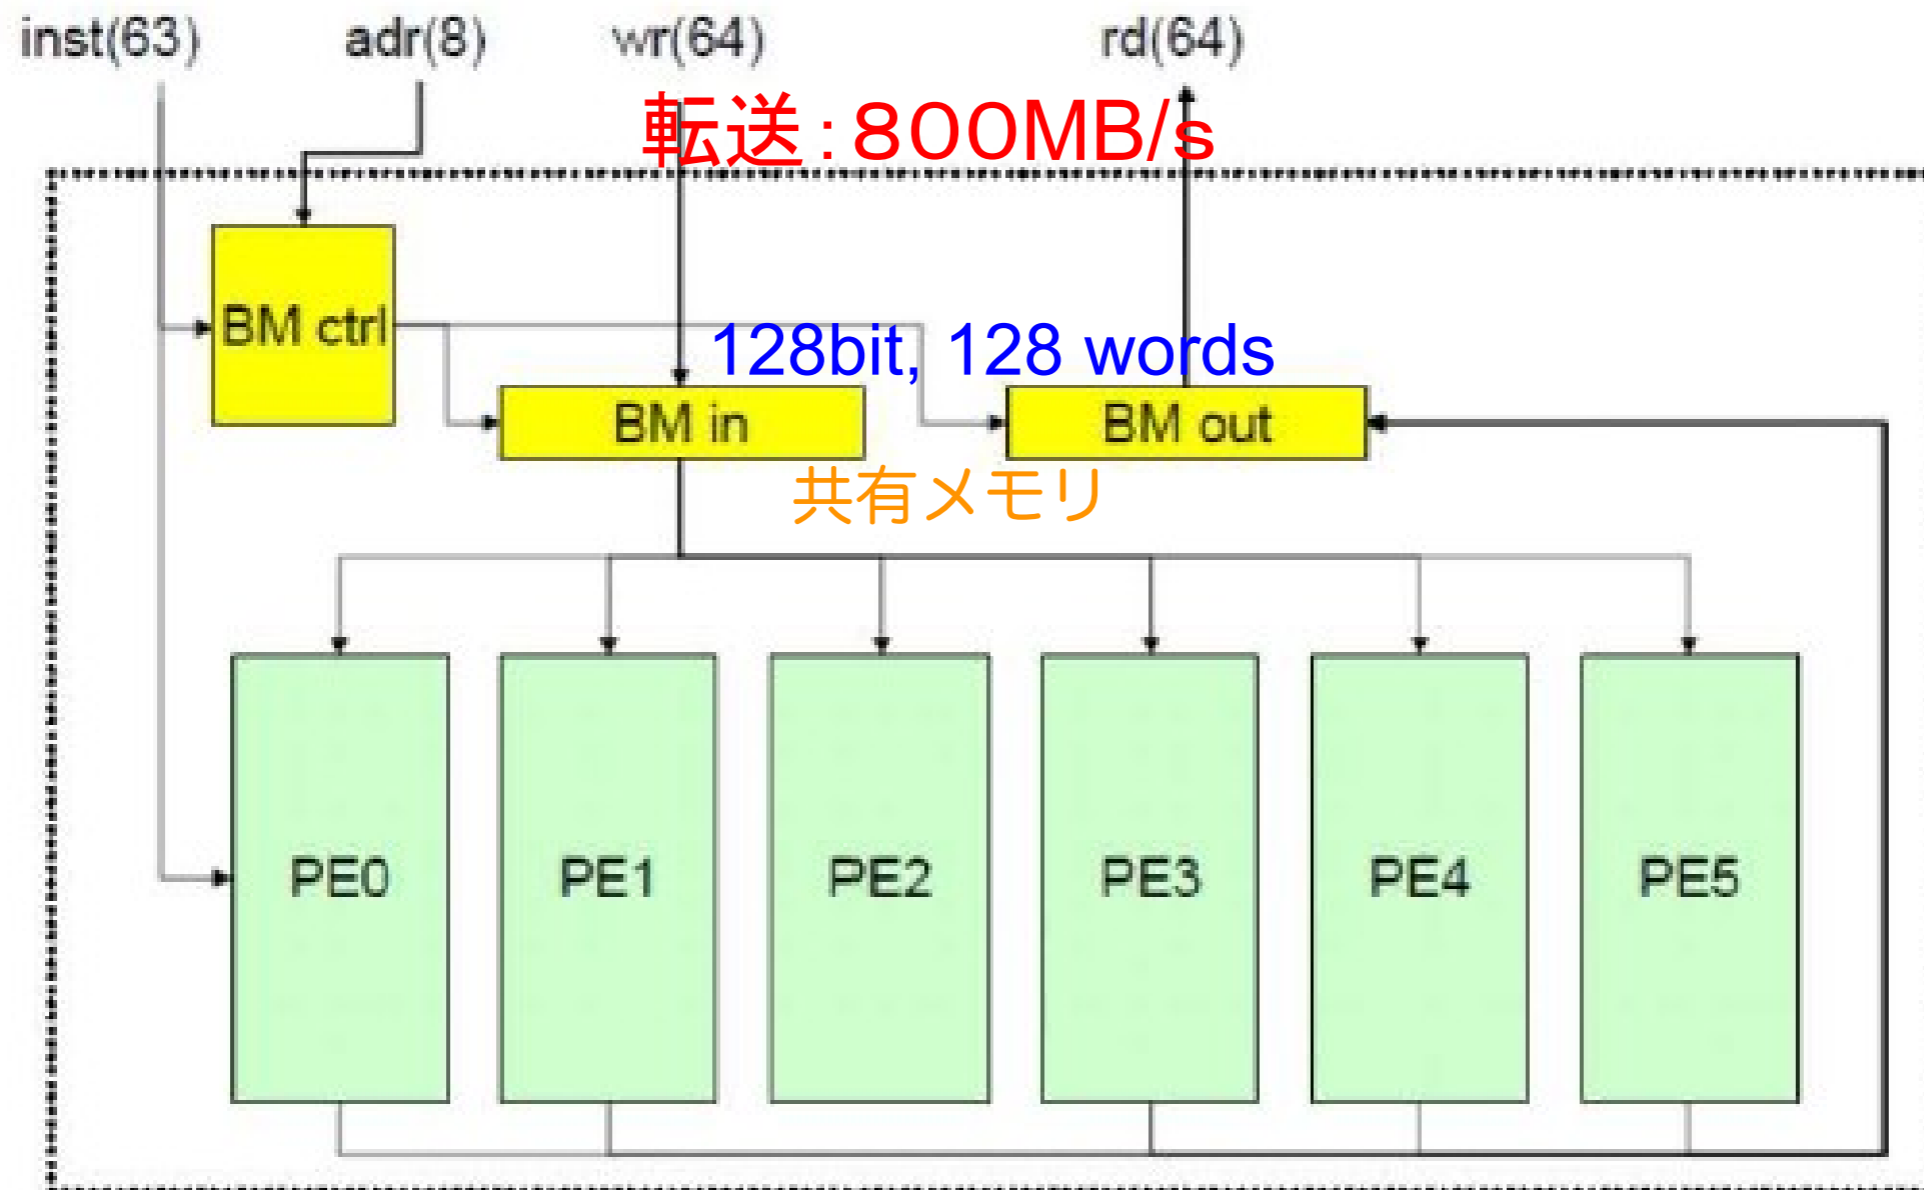 inst(63) adr(8) wr(64) rd(64)
転送：８００MB/s
BM ctrl
128bit, 128 words
BM in BM out
共有メモリ
PE0 PE1 PE2 PE3 PE4 PE5